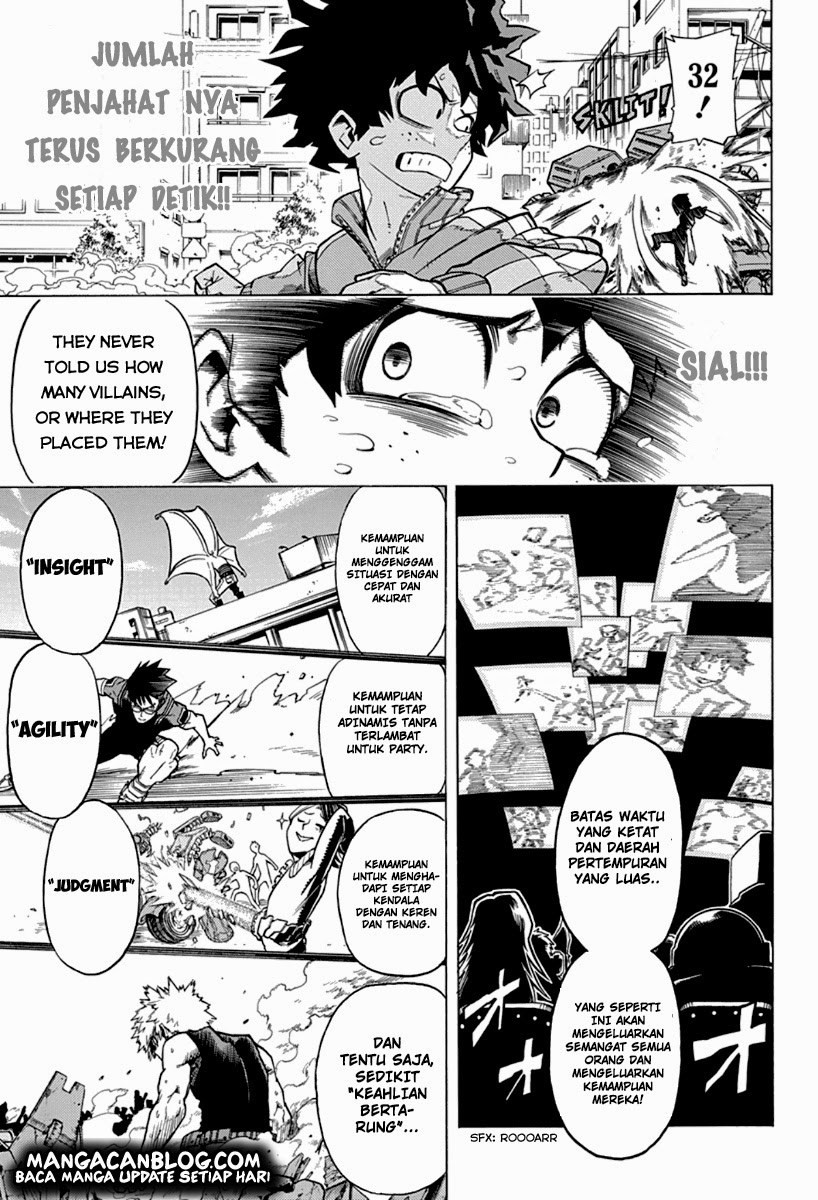 32
!
SKLIT!
JUMLAH
PENJAHAT NYA
TERUS BERKURANG
SETIAP DETIK!!
SIAL!!!
THEY NEVER
TOLD US HOW
MANY VILLAINS,
OR WHERE THEY
PLACED THEM!
BATAS WAKTU
YANG KETAT
DAN DAERAH
PERTEMPURAN
YANG LUAS..
YANG SEPERTI
INI AKAN
MENGELUARKAN
SEMANGAT SEMUA
ORANG DAN
MENGELUARKAN
KEMAMPUAN
MEREKA!
オ
オ
SFX: ROOOARR
KEMAMPUAN
UNTUK
MENGGENGGAM
SITUASI DENGAN
CEPAT DAN
AKURAT
"INSIGHT"
KEMAMPUAN
UNTUK TETAP
ADINAMIS TANPA
TERLAMBAT
UNTUK PARTY.
"AGILITY"
KEMAMPUAN
UNTUK MENGHA-
DAPI SETIAP
KENDALA
DENGAN KEREN
DAN TENANG.
"JUDGMENT"
DAN
TENTU SAJA,
SEDIKIT
"KEAHLIAN
BERTA-
RUNG"...
MANGACANBLOG.COM
BACA MANGA UPDATE SETIAP HARI